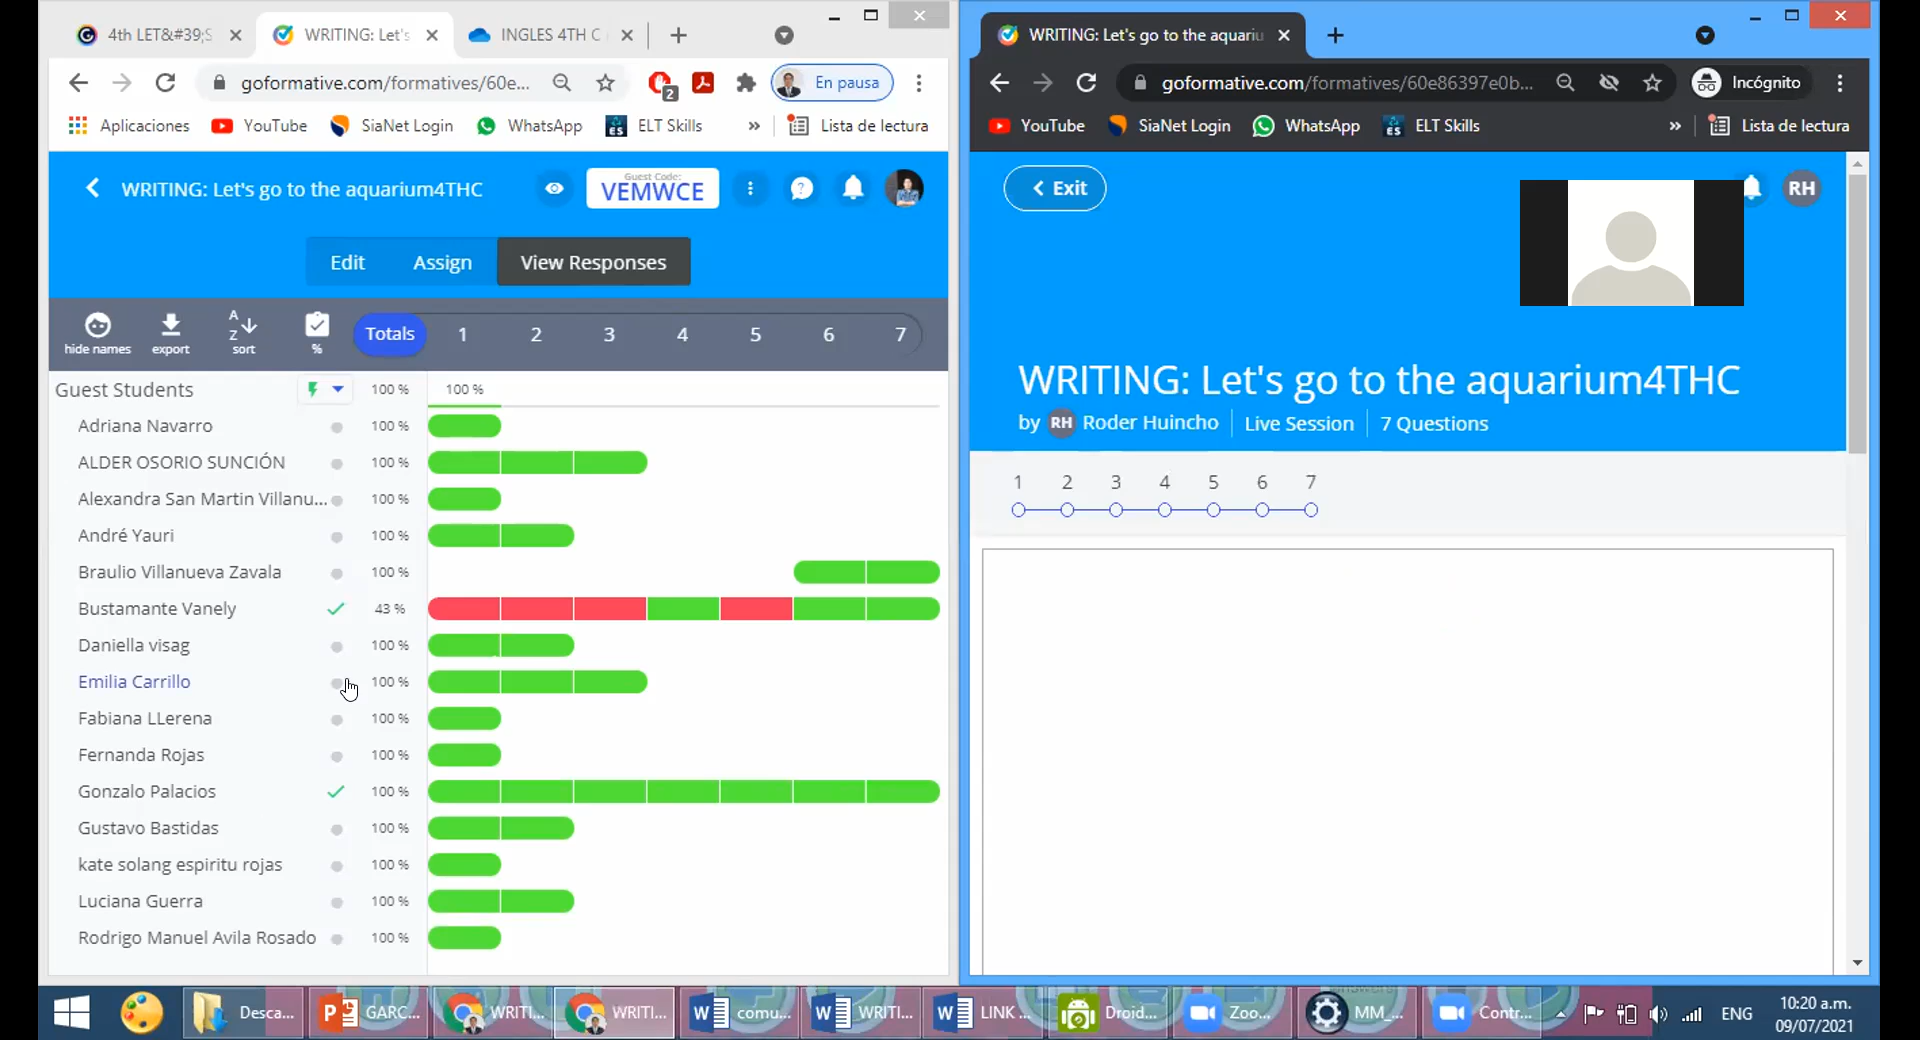 4th LET&#39;S
WRITING: Let's
INGLES 4TH C
goformative.com/formatives/60e...
2
En pausa
Aplicaciones
YouTube
SiaNet Login
WhatsApp
ELT Skills
»
Lista de lectura
WRITING: Let's go to the aquarium4THC
Guest Code:
VEMWCE
Edit
Assign
View Responses
hide names
export
A
Z
sort
%
Totals
1 2 3 4 5 6 7
Guest Students 100 % 100 %
Adriana Navarro 100 %
ALDER OSORIO SUNCIÓN 100 %
Alexandra San Martin Villanu... 100 %
André Yauri 100 %
Braulio Villanueva Zavala 100 %
Bustamante Vanely 43 %
Daniella visag 100 %
Emilia Carrillo 100 %
Fabiana LLerena 100 %
Fernanda Rojas 100 %
Gonzalo Palacios 100 %
Gustavo Bastidas 100 %
kate solang espiritu rojas 100 %
Luciana Guerra 100 %
Rodrigo Manuel Avila Rosado 100 %
WRITING: Let's go to the aquariu
goformative.com/formatives/60e86397e0b...
Incógnito
YouTube
SiaNet Login
WhatsApp
ELT Skills
»
Lista de lectura
Exit
RH
WRITING: Let's go to the aquarium4THC
by RH Roder Huincho
Live Session
7 Questions
1 2 3 4 5 6 7
Desca...
GARC...
WRITI...
WRITI...
comu...
WRITI...
LINK ...
Droid...
Zoo...
MM_...
Contr...
ENG
10:20 a.m.
09/07/2021